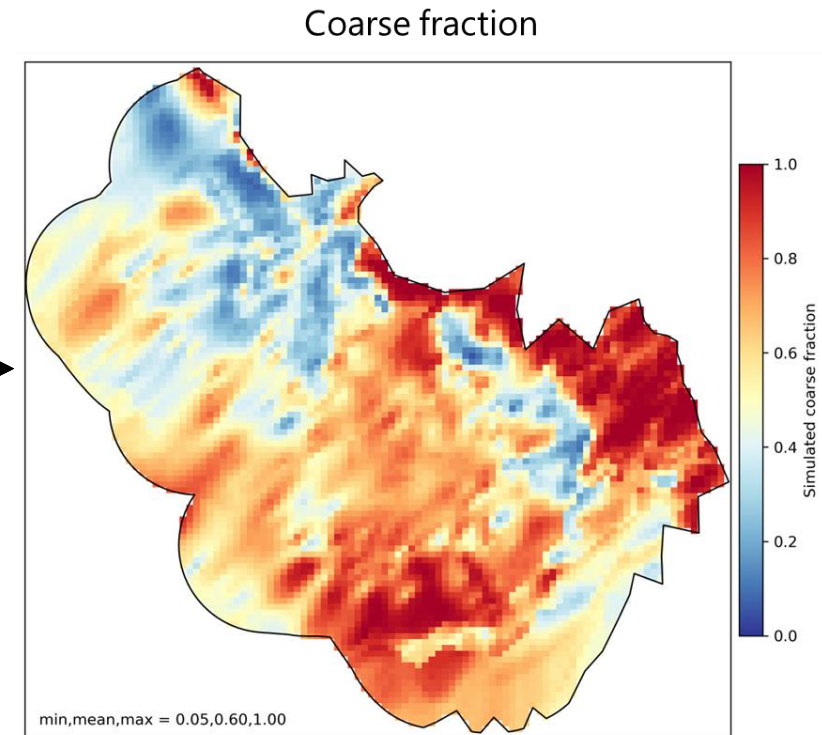 Coarse fraction
1.0
0.8
0.6
0.4
0.2
0.0
Simulated coarse fraction
min,mean,max = 0.05,0.60,1.00